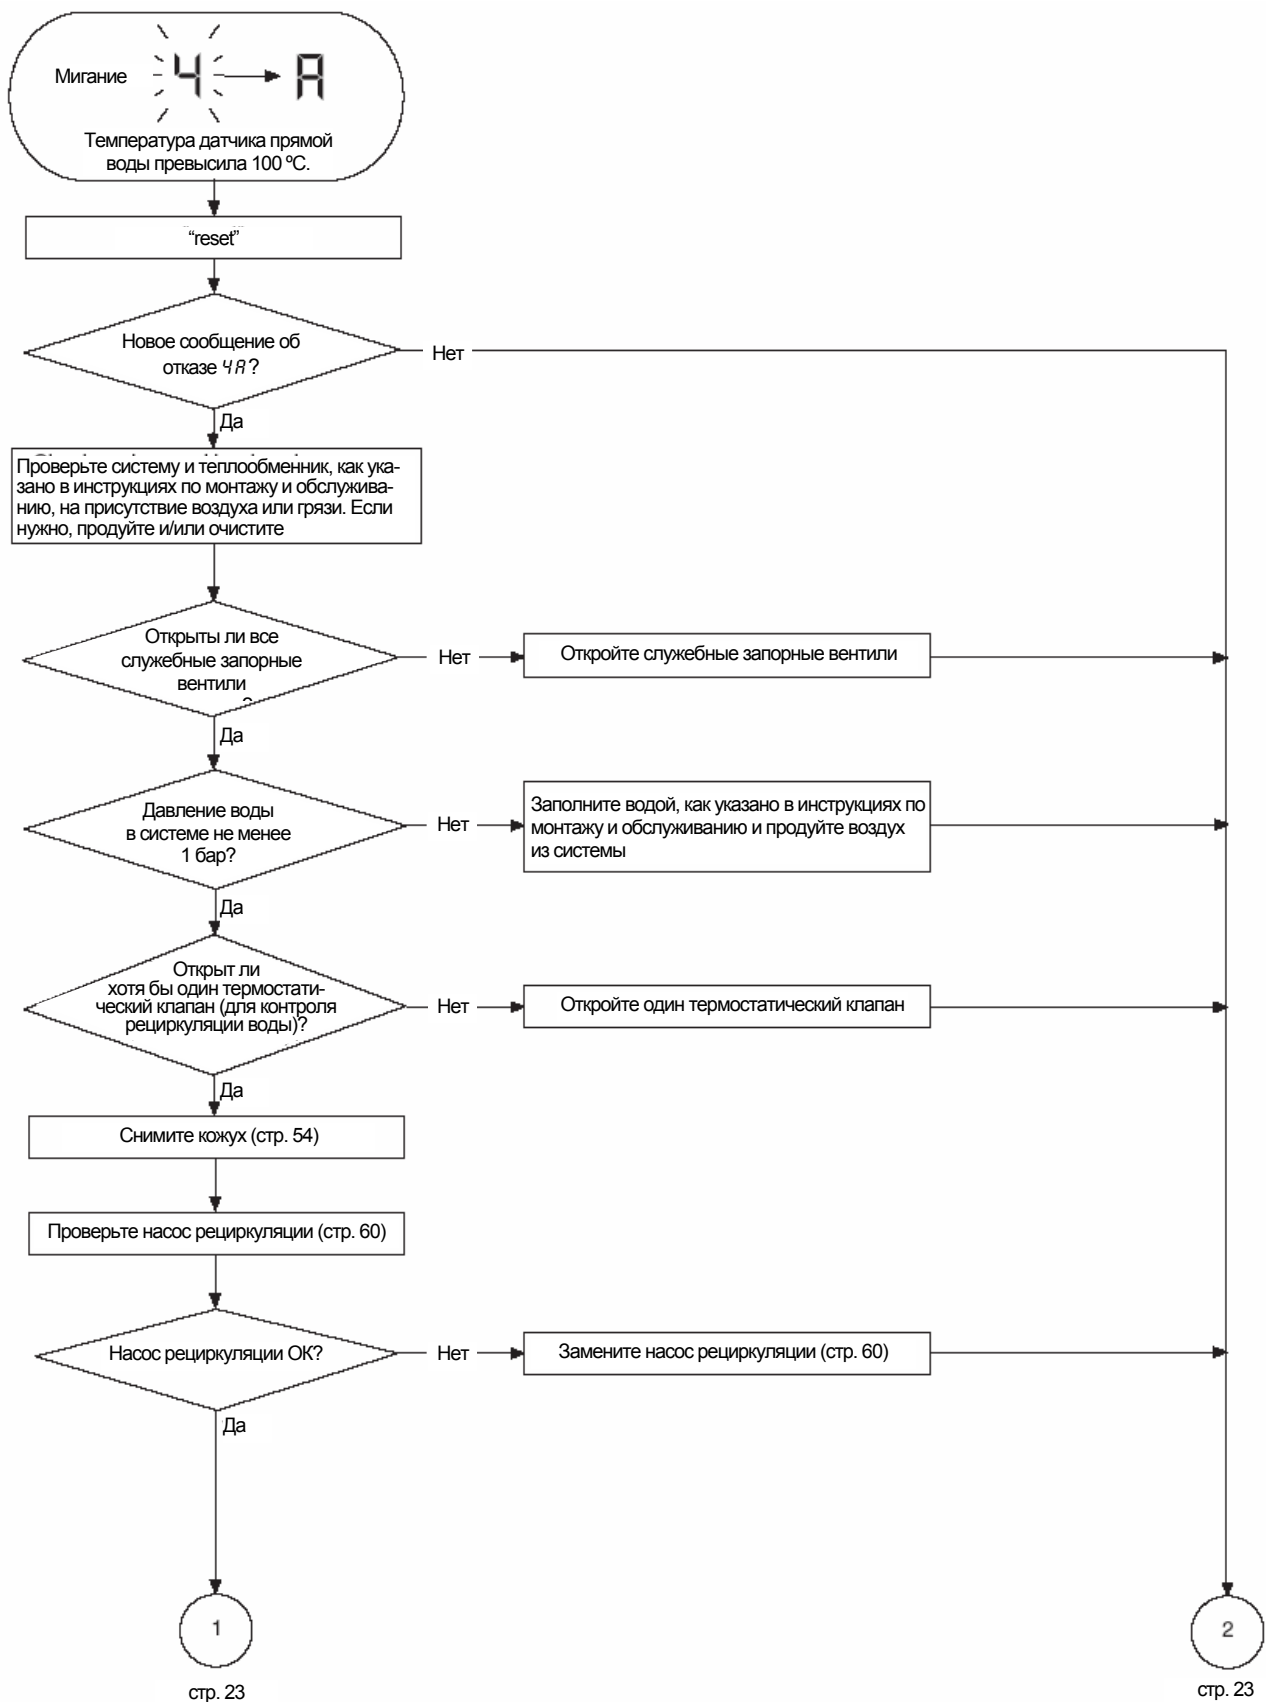 Мигание
4
A
Температура датчика прямой
воды превысила 100 ºC.
“reset”
Новое сообщение об
отказе 4A?
Нет
Да
Проверьте систему и теплообменник, как ука-
зано в инструкциях по монтажу и обслужива-
нию, на присутствие воздуха или грязи. Если
нужно, продуйте и/или очистите
Открыты ли все
служебные запорные
вентили
Нет
Откройте служебные запорные вентили
Да
Давление воды
в системе не менее
1 бар?
Нет
Заполните водой, как указано в инструкциях по
монтажу и обслуживанию и продуйте воздух
из системы
Да
Открыт ли
хотя бы один термостати-
ческий клапан (для контроля
рециркуляции воды)?
Нет
Откройте один термостатический клапан
Да
Снимите кожух (стр. 54)
Проверьте насос рециркуляции (стр. 60)
Насос рециркуляции ОК?
Нет
Замените насос рециркуляции (стр. 60)
Да
1
стр. 23
2
стр. 23